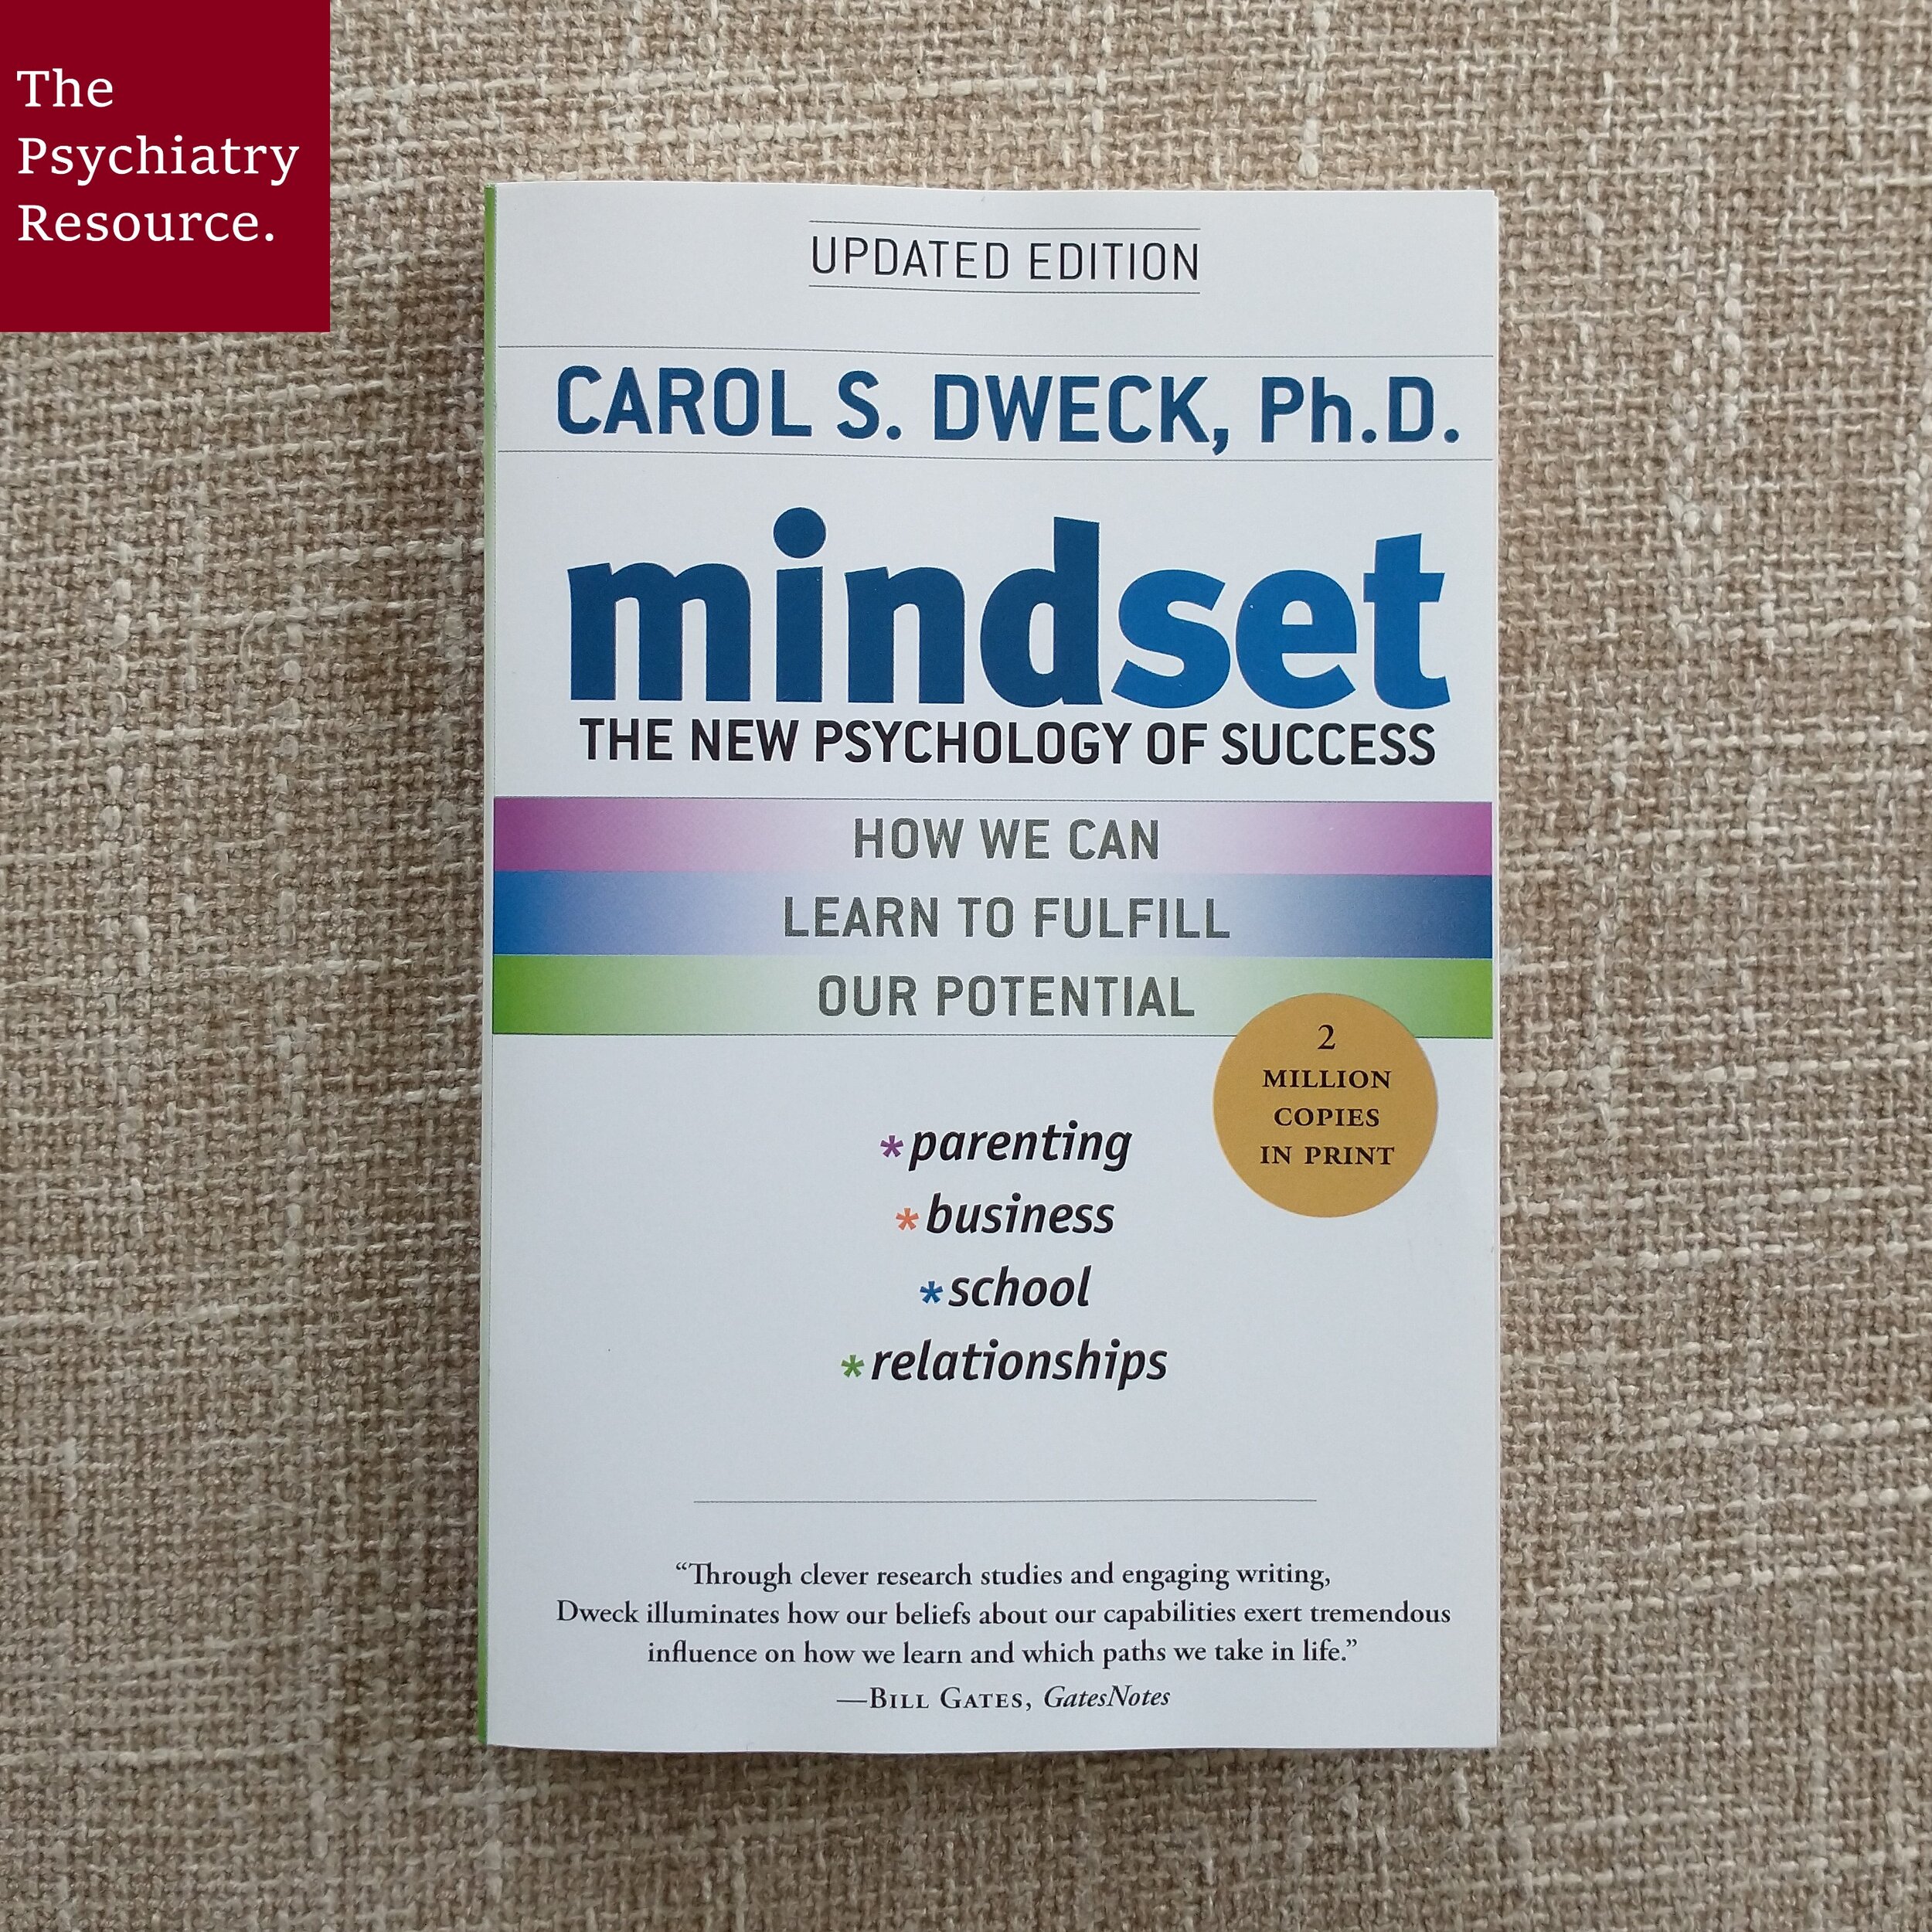 The
Psychiatry
Resource.
UPDATED EDITION
CAROL S. DWECK, Ph.D.
mindset
THE NEW PSYCHOLOGY OF SUCCESS
HOW WE CAN
LEARN TO FULFILL
OUR POTENTIAL
2
MILLION
COPIES
IN PRINT
*parenting
*business
*school
*relationships
“Through clever research studies and engaging writing,
Dweck illuminates how our beliefs about our capabilities exert tremendous
influence on how we learn and which paths we take in life.”
—BILL GATES, GatesNotes